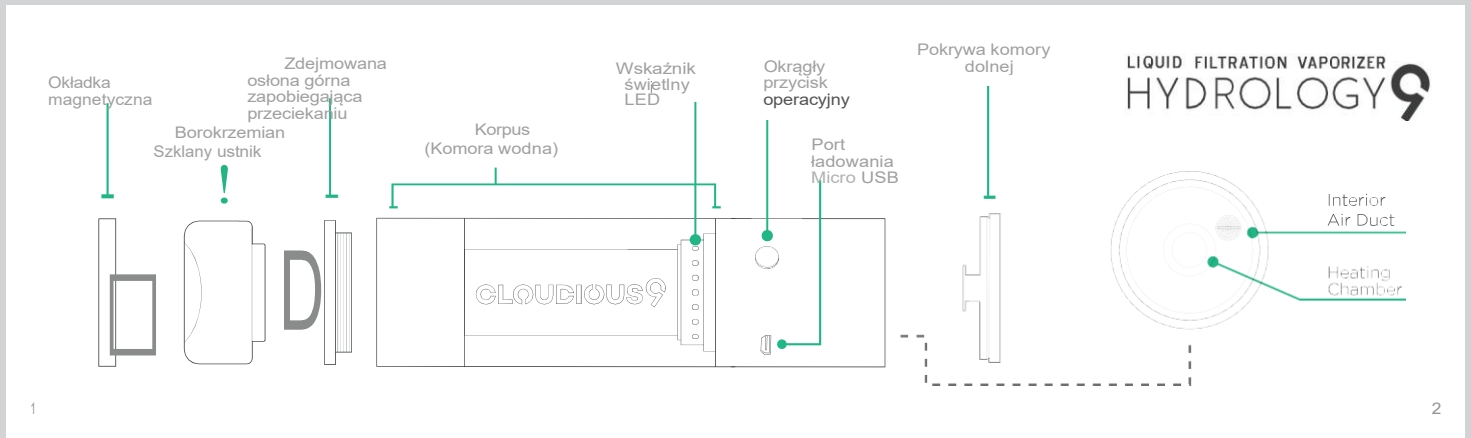 Okładka
magnetyczna
Zdejmowana
osłona górna
zapobiegająca
przeciekaniu
Borokrzemian
Szklany ustnik
Korpus
(Komora wodna)
Wskaźnik
świetlny
LED
Okrągły
przycisk
operacyjny
Port
ładowania
Micro USB
Pokrywa komory
dolnej
LIQUID FILTRATION VAPORIZER
HYDROLOGY9
CLOUDIOUS9
Interior
Air Duct
Heating
Chamber
1
2